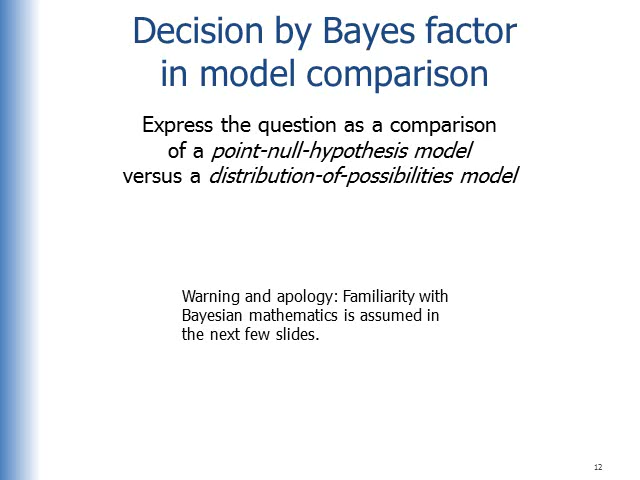 Decision by Bayes factor
in model comparison
Express the question as a comparison
of a point-null-hypothesis model
versus a distribution-of-possibilities model
Warning and apology: Familiarity with
Bayesian mathematics is assumed in
the next few slides.
12